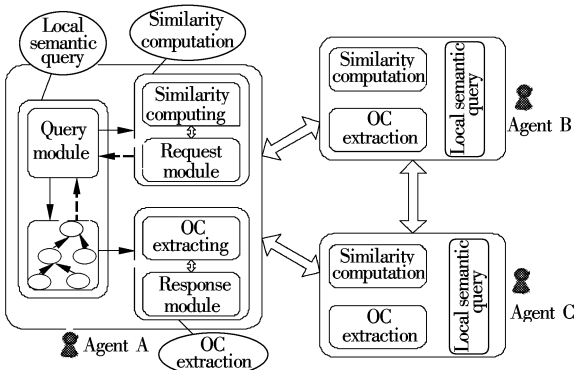 Local
semantic
query
Similarity
computation
Query
module
Similarity
computing
Request
module
OC
extracting
Response
module
Agent A
OC
extraction
Similarity
computation
OC
extraction
Local semantic
query
Agent B
Similarity
computation
OC
extraction
Local semantic
query
Agent C